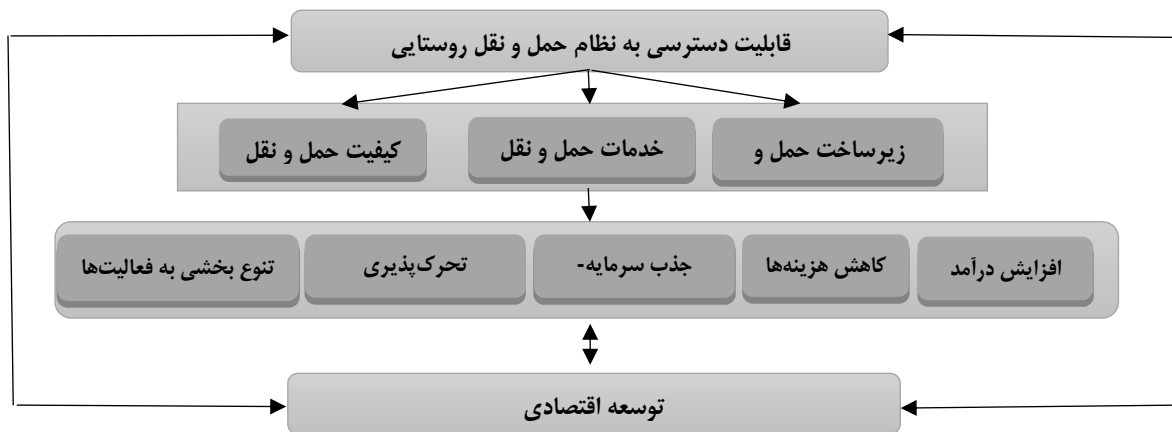 قابلیت دسترسی به نظام حمل و نقل روستایی
زیرساخت حمل و
خدمات حمل و نقل
کیفیت حمل و نقل
افزایش درآمد
کاهش هزینه‌ها
جذب سرمایه-
تحرک‌پذیری
تنوع بخشی به فعالیت‌ها
توسعه اقتصادی